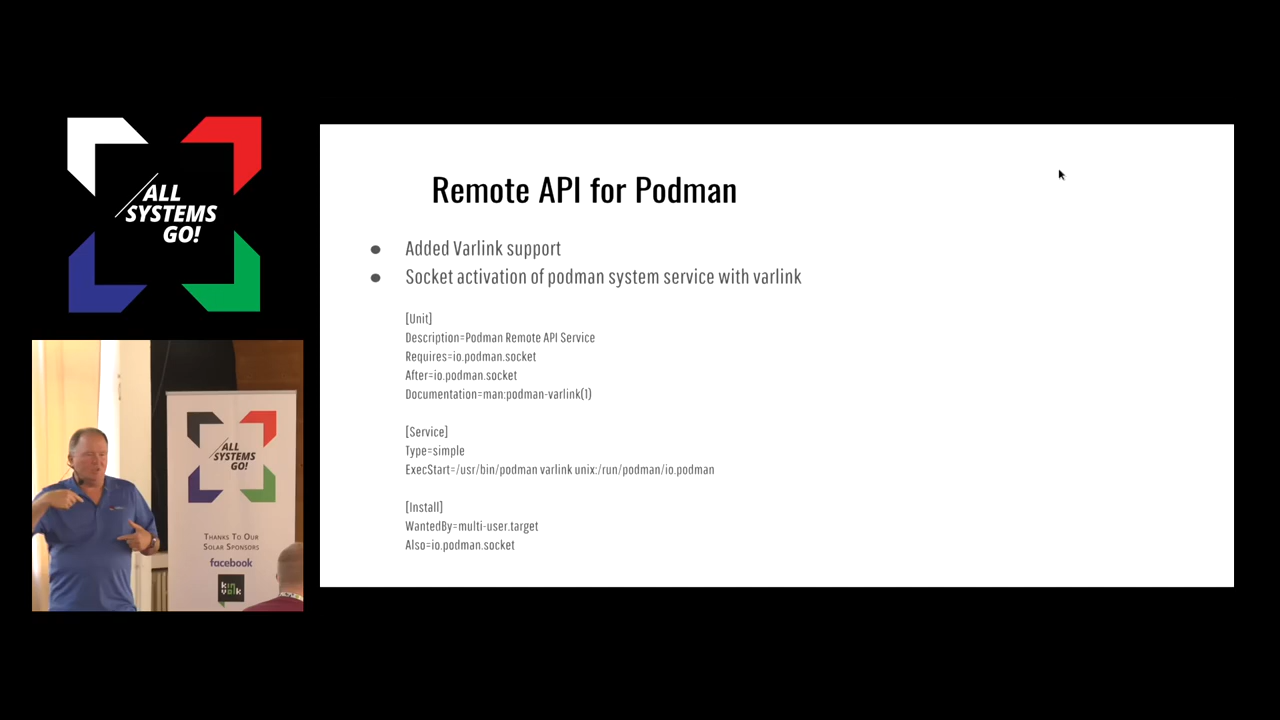 ALL
SYSTEMS
GO!
Remote API for Podman
Added Varlink support
Socket activation of podman system service with varlink
[Unit]
Description=Podman Remote API Service
Requires=io.podman.socket
After=io.podman.socket
Documentation=man:podman-varlink(1)
[Service]
Type=simple
ExecStart=/usr/bin/podman varlink unix:/run/podman/io.podman
[Install]
WantedBy=multi-user.target
Also=io.podman.socket
ALL
SYSTEMS
GO!
THANKS TO OUR
SOLAR SPONSORS
facebook
kin
volk